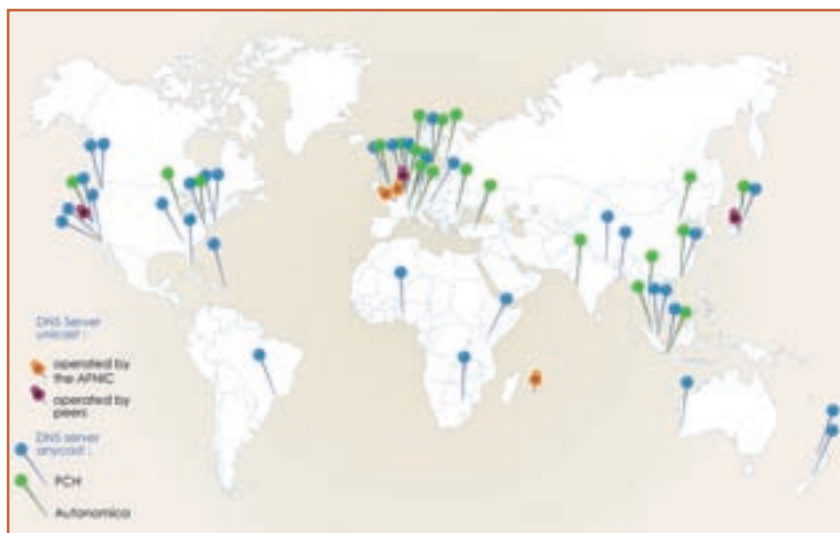 DNS Server
unicast :
operated by
the AFNIC
operated by
peers
DNS server
anycast :
PCH
Autonomica